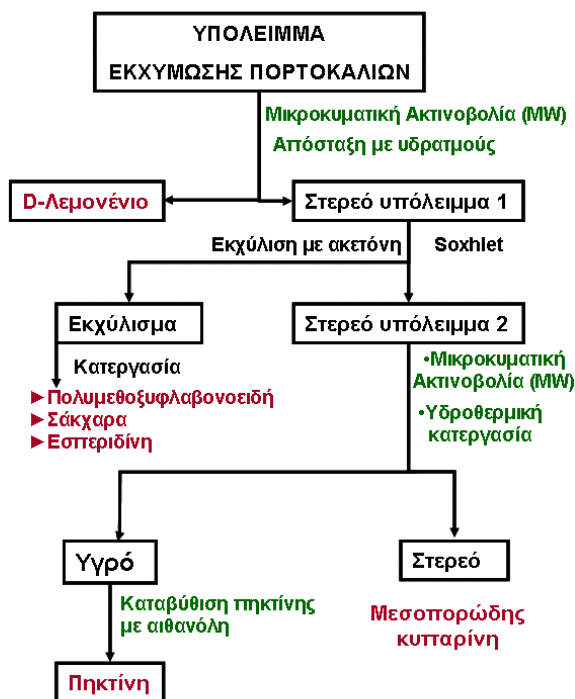 ΥΠΟΛΕΙΜΜΑ
ΕΚΧΥΜΩΣΗΣ ΠΟΡΤΟΚΑΛΙΩΝ
Μικροκυματική Ακτινοβολία (MW)
Απόσταξη με υδρατμούς
D-Λεμονένιο
Στερεό υπόλειμμα 1
Εκχύλιση με ακετόνη
Soxhlet
Εκχύλισμα
Στερεό υπόλειμμα 2
Κατεργασία
►Πολυμεθοξυφλαβονοειδή
►Σάκχαρα
►Εσπεριδίνη
•Μικροκυματική
Ακτινοβολία (MW)
•Υδροθερμική
κατεργασία
Υγρό
Στερεό
Καταβύθιση πηκτίνης
με αιθανόλη
Μεσοπορώδης
κυτταρίνη
Πηκτίνη